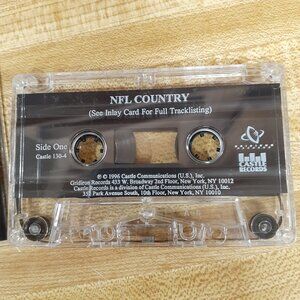 NFL COUNTRY
(See Inlay Card For Full Tracklisting)
Side One
Castle 130-4
CASTLE
RECORDS
℗ © 1996 Castle Communications (U.S.), Inc.
Gridiron Records 433 W. Broadway 2nd Floor, New York, NY 10012
Castle Records is a division of Castle Communications (U.S.), Inc.
352 Park Avenue South, 10th Floor, New York, NY 10010